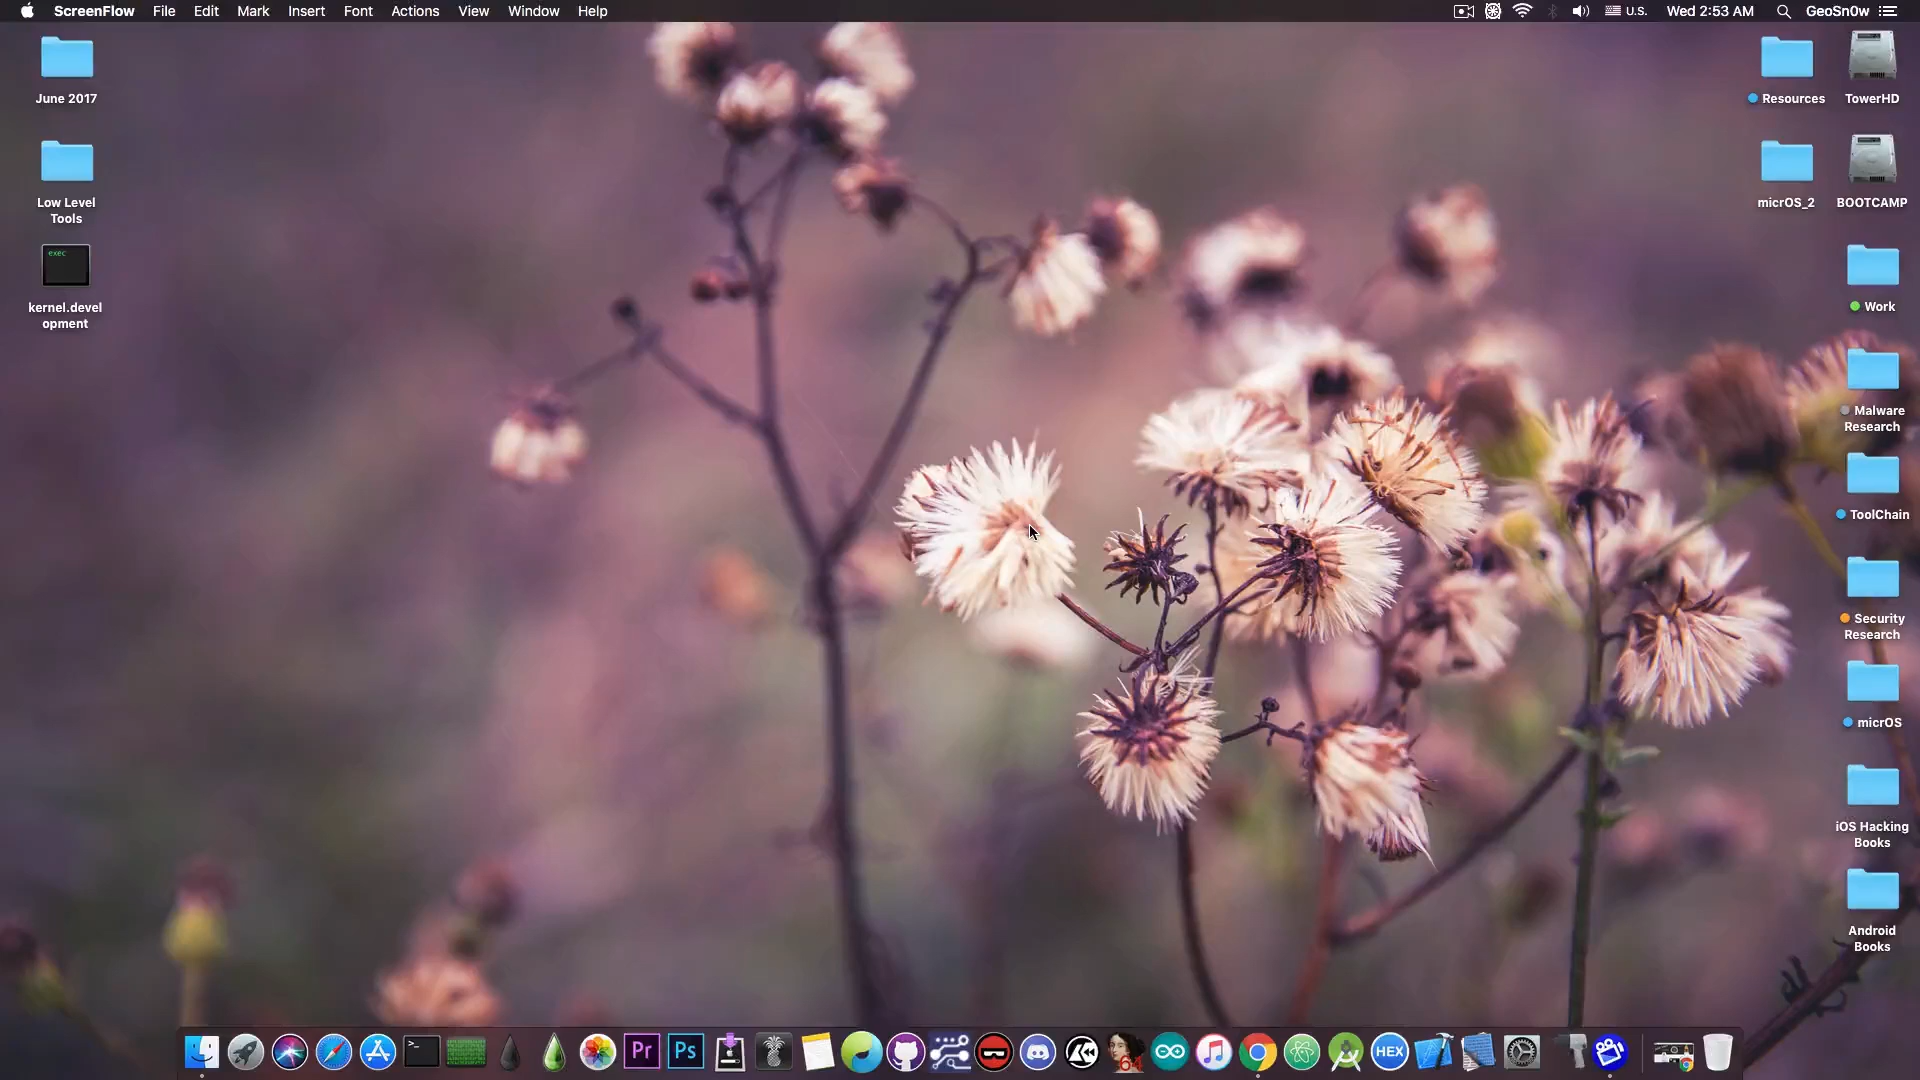 ScreenFlow File Edit Mark Insert Font Actions View Window Help
U.S. Wed 2:53 AM GeoSn0w
June 2017
Low Level
Tools
exec
kernel.devel
opment
Resources
TowerHD
micrOS_2
BOOTCAMP
Work
Malware
Research
ToolChain
Security
Research
micrOS
iOS Hacking
Books
Android
Books
>_
Pr
Ps
64
HEX